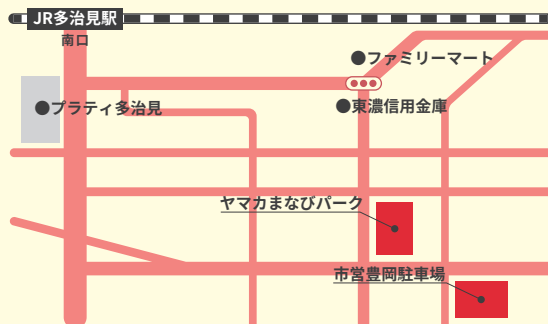 JR多治見駅
南口
●ファミリーマート
●プラティ多治見
●東濃信用金庫
ヤマカまなびパーク
市営豊岡駐車場